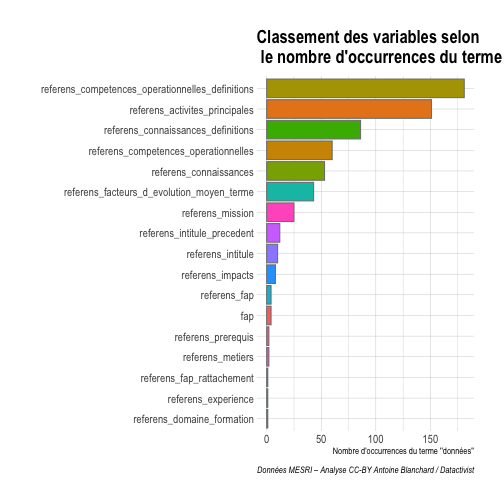 Classement des variables selon
le nombre d'occurrences du terme
referens_competences_operationnelles_definitions
referens_activites_principales
referens_connaissances_definitions
referens_competences_operationnelles
referens_connaissances
referens_facteurs_d_evolution_moyen_terme
referens_mission
referens_intitule_precedent
referens_intitule
referens_impacts
referens_fap
fap
referens_prerequis
referens_metiers
referens_fap_rattachement
referens_experience
referens_domaine_formation
0 50 100 150
Nombre d'occurrences du terme "données"
Données MESRI – Analyse CC-BY Antoine Blanchard / Datactivist